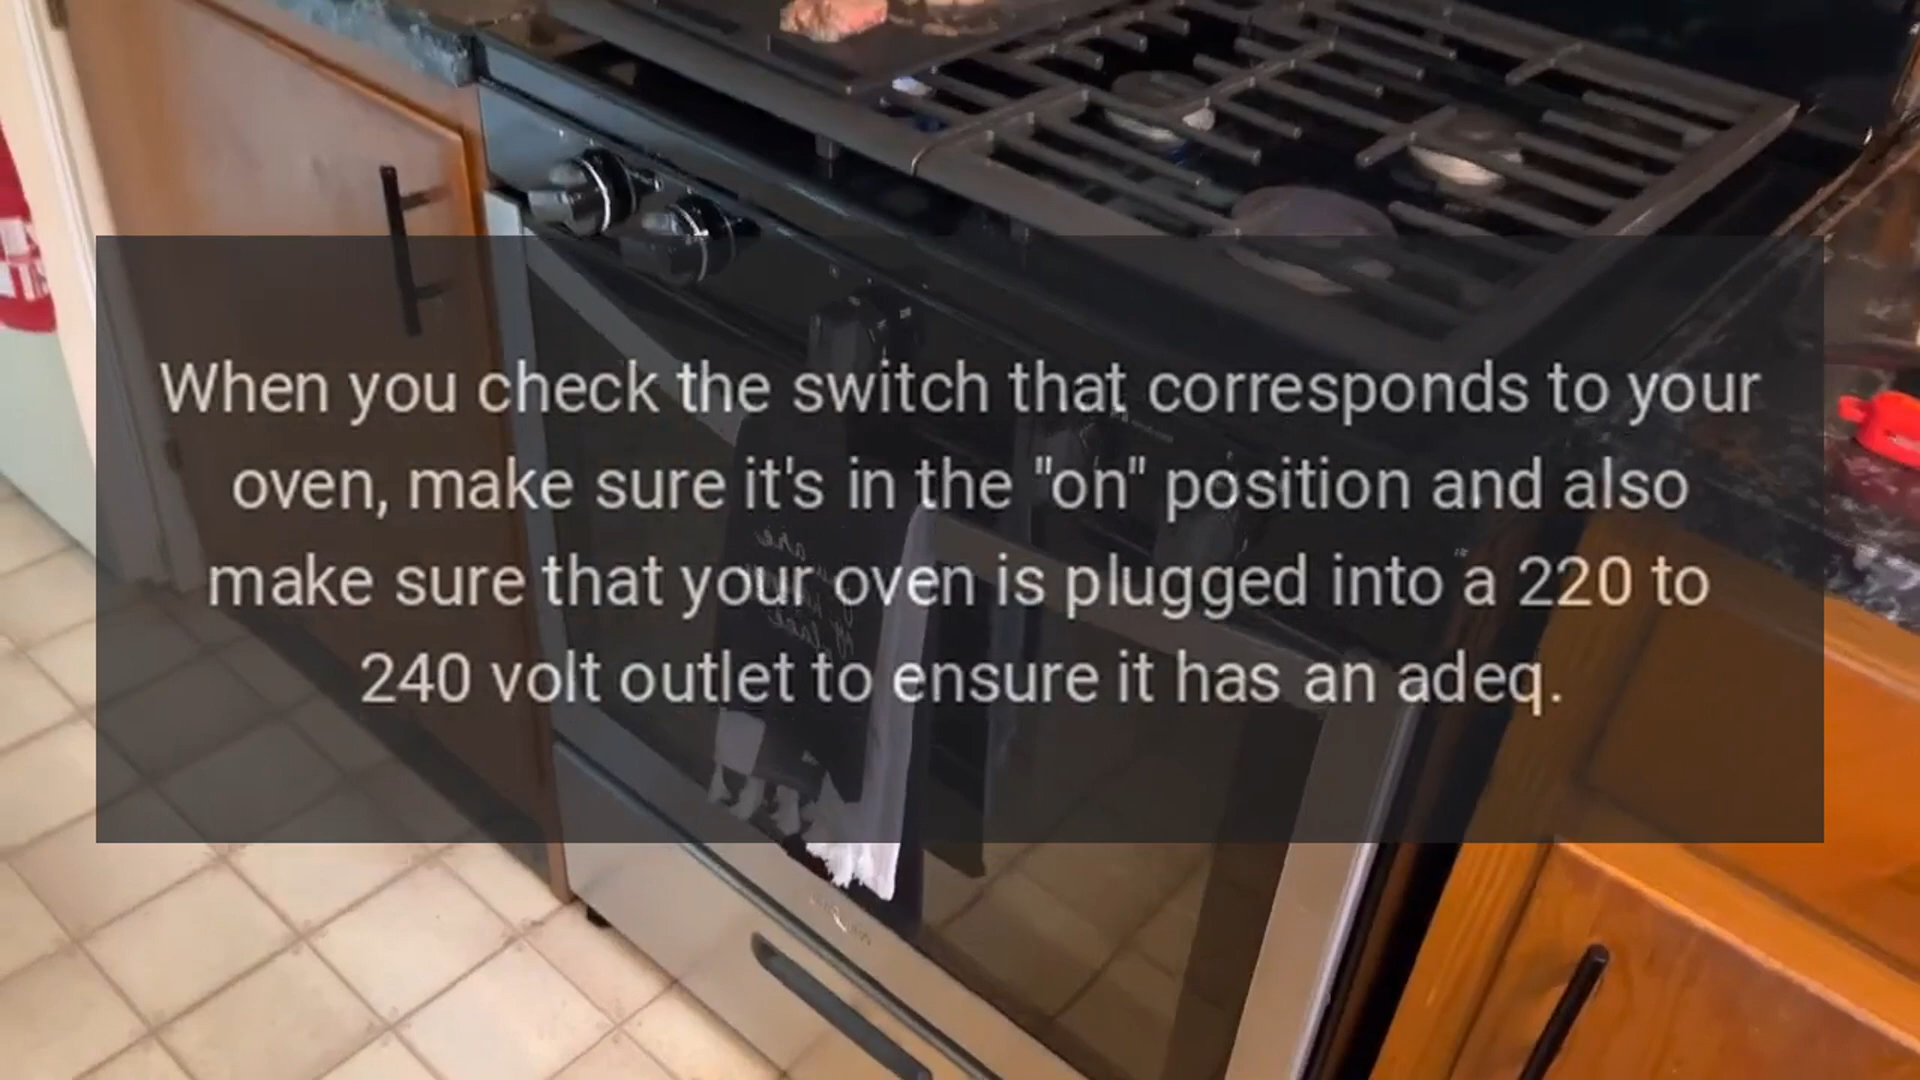 When you check the switch that corresponds to your
oven, make sure it's in the "on" position and also
make sure that your oven is plugged into a 220 to
240 volt outlet to ensure it has an adeq.